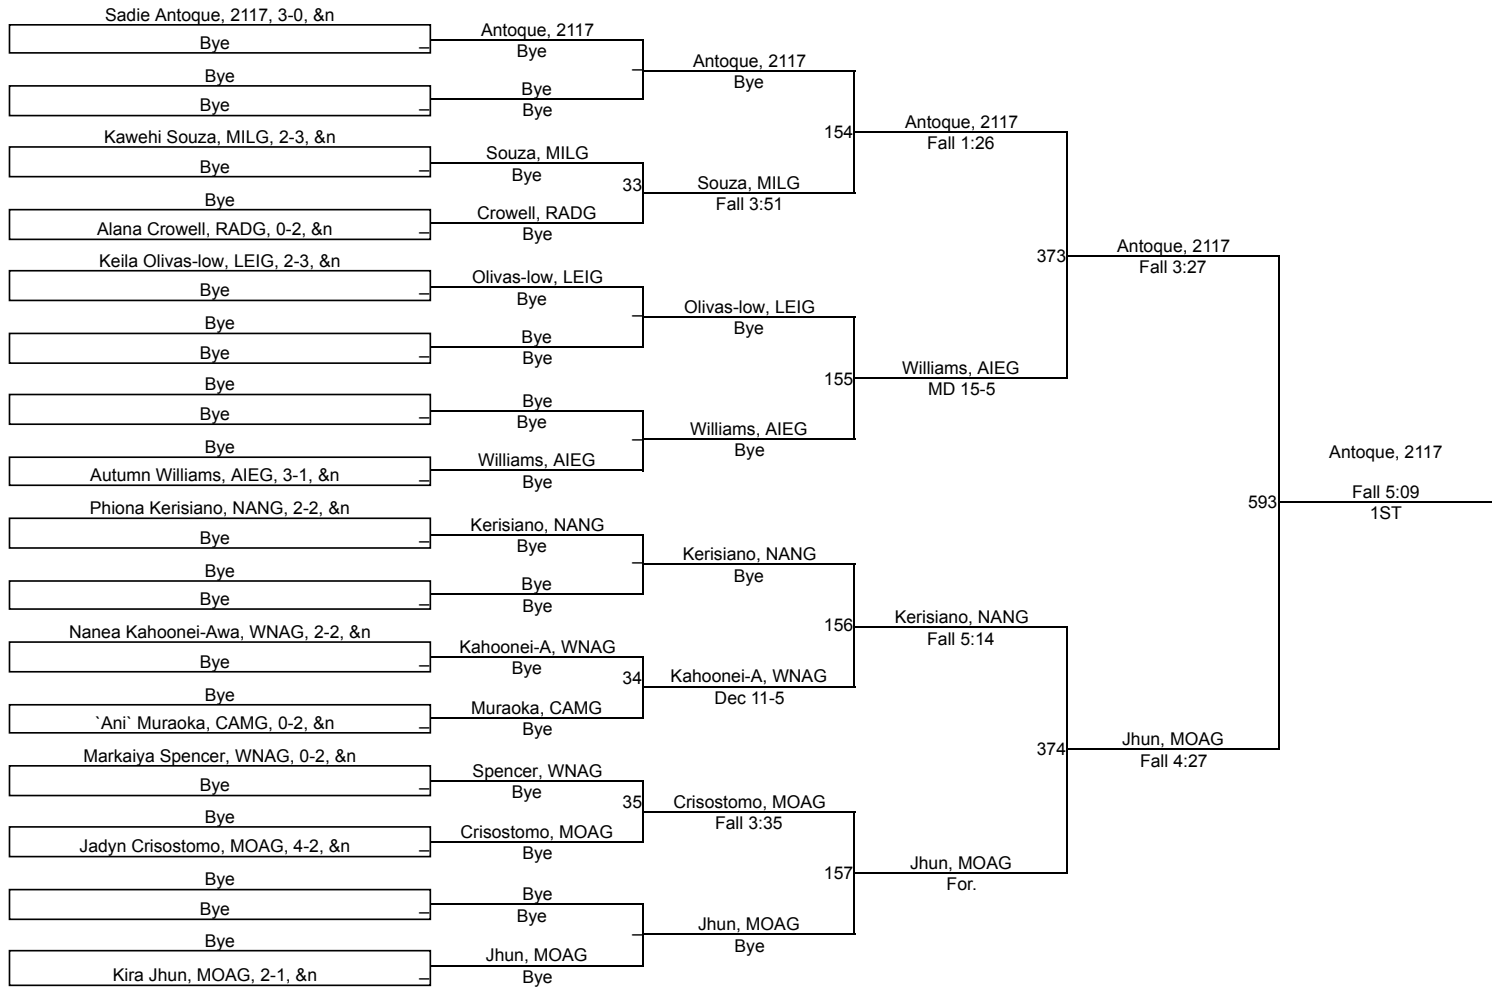 Sadie Antoque, 2117, 3-0, &n
Bye
Bye
Bye
Kawehi Souza, MILG, 2-3, &n
Bye
Bye
Alana Crowell, RADG, 0-2, &n
Keila Olivas-low, LEIG, 2-3, &n
Bye
Bye
Bye
Bye
Bye
Bye
Autumn Williams, AIEG, 3-1, &n
Phiona Kerisiano, NANG, 2-2, &n
Bye
Bye
Bye
Nanea Kahoonei-Awa, WNAG, 2-2, &n
Bye
Bye
`Ani` Muraoka, CAMG, 0-2, &n
Markaiya Spencer, WNAG, 0-2, &n
Bye
Bye
Jadyn Crisostomo, MOAG, 4-2, &n
Bye
Bye
Bye
Kira Jhun, MOAG, 2-1, &n
Antoque, 2117
Bye
Bye
Bye
Souza, MILG
Bye
33
Crowell, RADG
Bye
Olivas-low, LEIG
Bye
Bye
Bye
Bye
Bye
Williams, AIEG
Bye
Kerisiano, NANG
Bye
Bye
Bye
Kahoonei-A, WNAG
Bye
34
Muraoka, CAMG
Bye
Spencer, WNAG
Bye
35
Crisostomo, MOAG
Bye
Bye
Bye
Jhun, MOAG
Bye
Antoque, 2117
Bye
154
Souza, MILG
Fall 3:51
Olivas-low, LEIG
Bye
155
Williams, AIEG
Bye
Kerisiano, NANG
Bye
156
Kahoonei-A, WNAG
Dec 11-5
Crisostomo, MOAG
Fall 3:35
157
Jhun, MOAG
Bye
Antoque, 2117
Fall 1:26
373
Williams, AIEG
MD 15-5
Kerisiano, NANG
Fall 5:14
374
Jhun, MOAG
For.
Antoque, 2117
Fall 3:27
593
Jhun, MOAG
Fall 4:27
Antoque, 2117
Fall 5:09
1ST